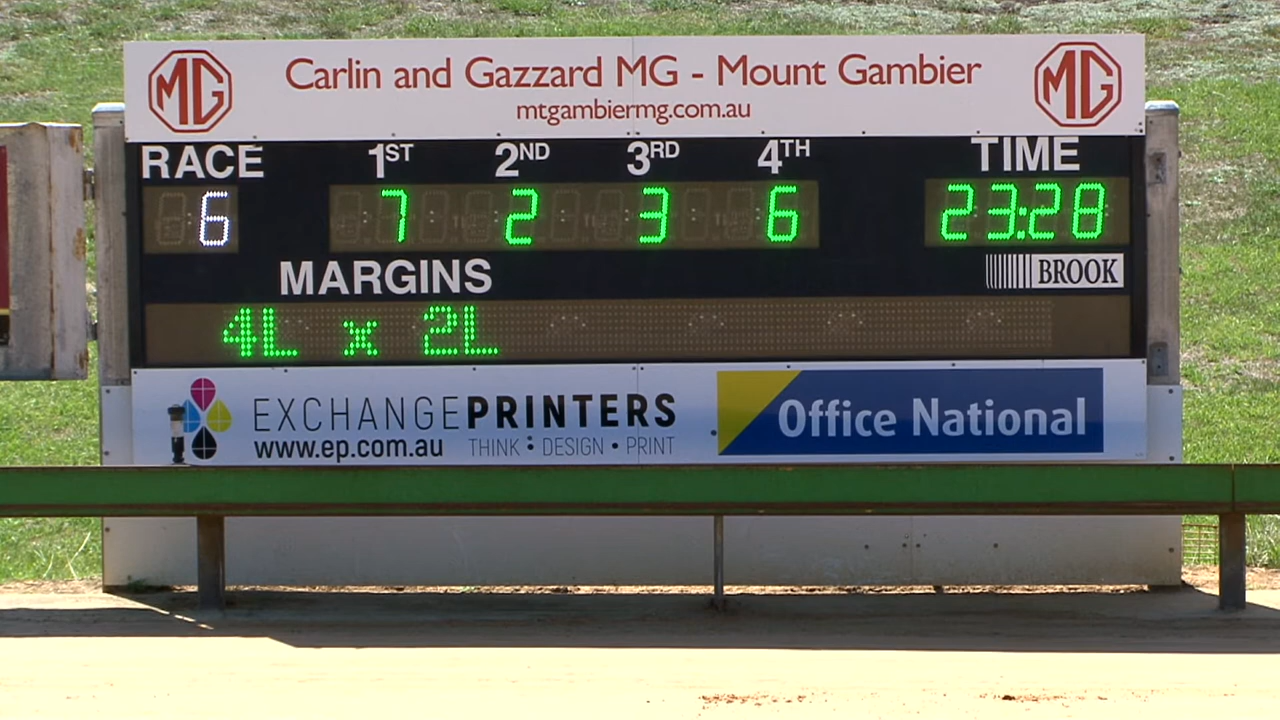 MG Carlin and Gazzard MG - Mount Gambier MG
mtgambiermg.com.au
RACE 1ST 2ND 3RD 4TH TIME
6 7 2 3 6 23:28
MARGINS BROOK
4L x 2L
EXCHANGEPRINTERS
www.ep.com.au THINK • DESIGN • PRINT
Office National